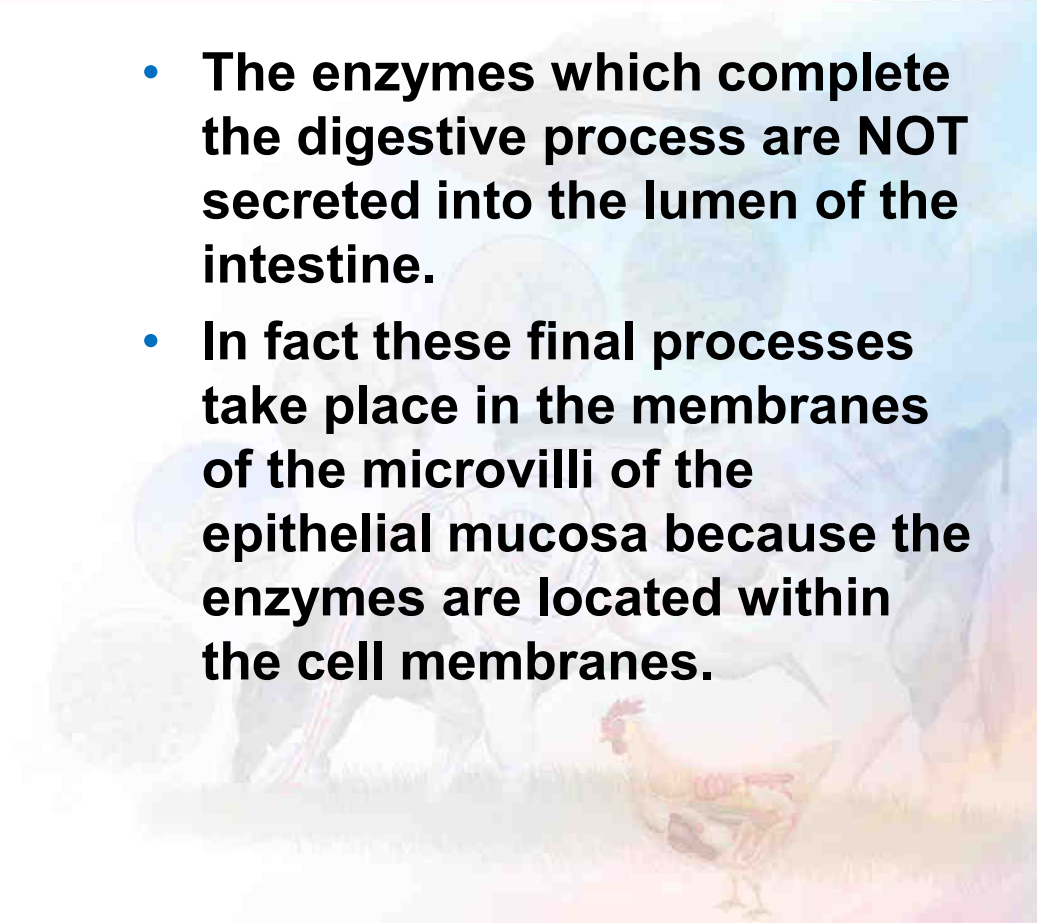 • The enzymes which complete
the digestive process are NOT
secreted into the lumen of the
intestine.
• In fact these final processes
take place in the membranes
of the microvilli of the
epithelial mucosa because the
enzymes are located within
the cell membranes.